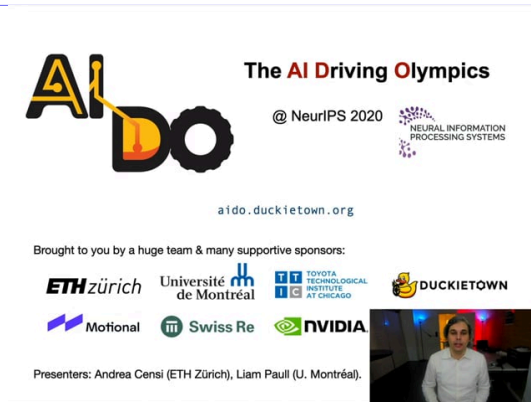 AI
DO
The AI Driving Olympics
@ NeurIPS 2020
NEURAL INFORMATION
PROCESSING SYSTEMS
aido.duckietown.org
Brought to you by a huge team & many supportive sponsors:
ETH zürich
Université de Montréal
TTIC
TOYOTA
TECHNOLOGICAL
INSTITUTE
AT CHICAGO
DUCKIETOWN
Motional
Swiss Re
NVIDIA.
Presenters: Andrea Censi (ETH Zürich), Liam Paull (U. Montréal).